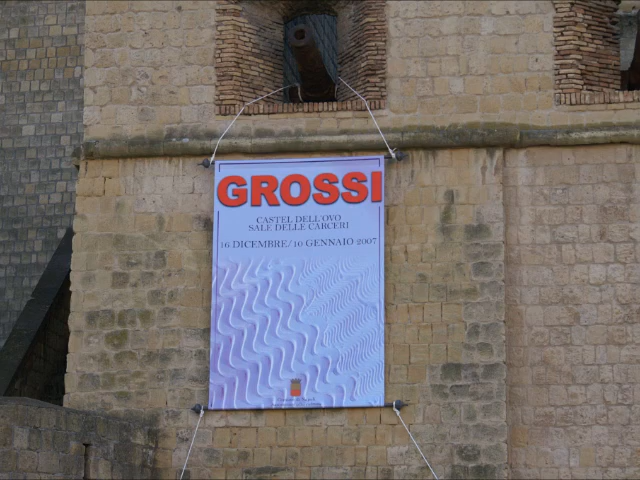 GROSSI
CASTEL DELL'OVO
SALE DELLE CARCERI
16 DICEMBRE/10 GENNAIO 2007